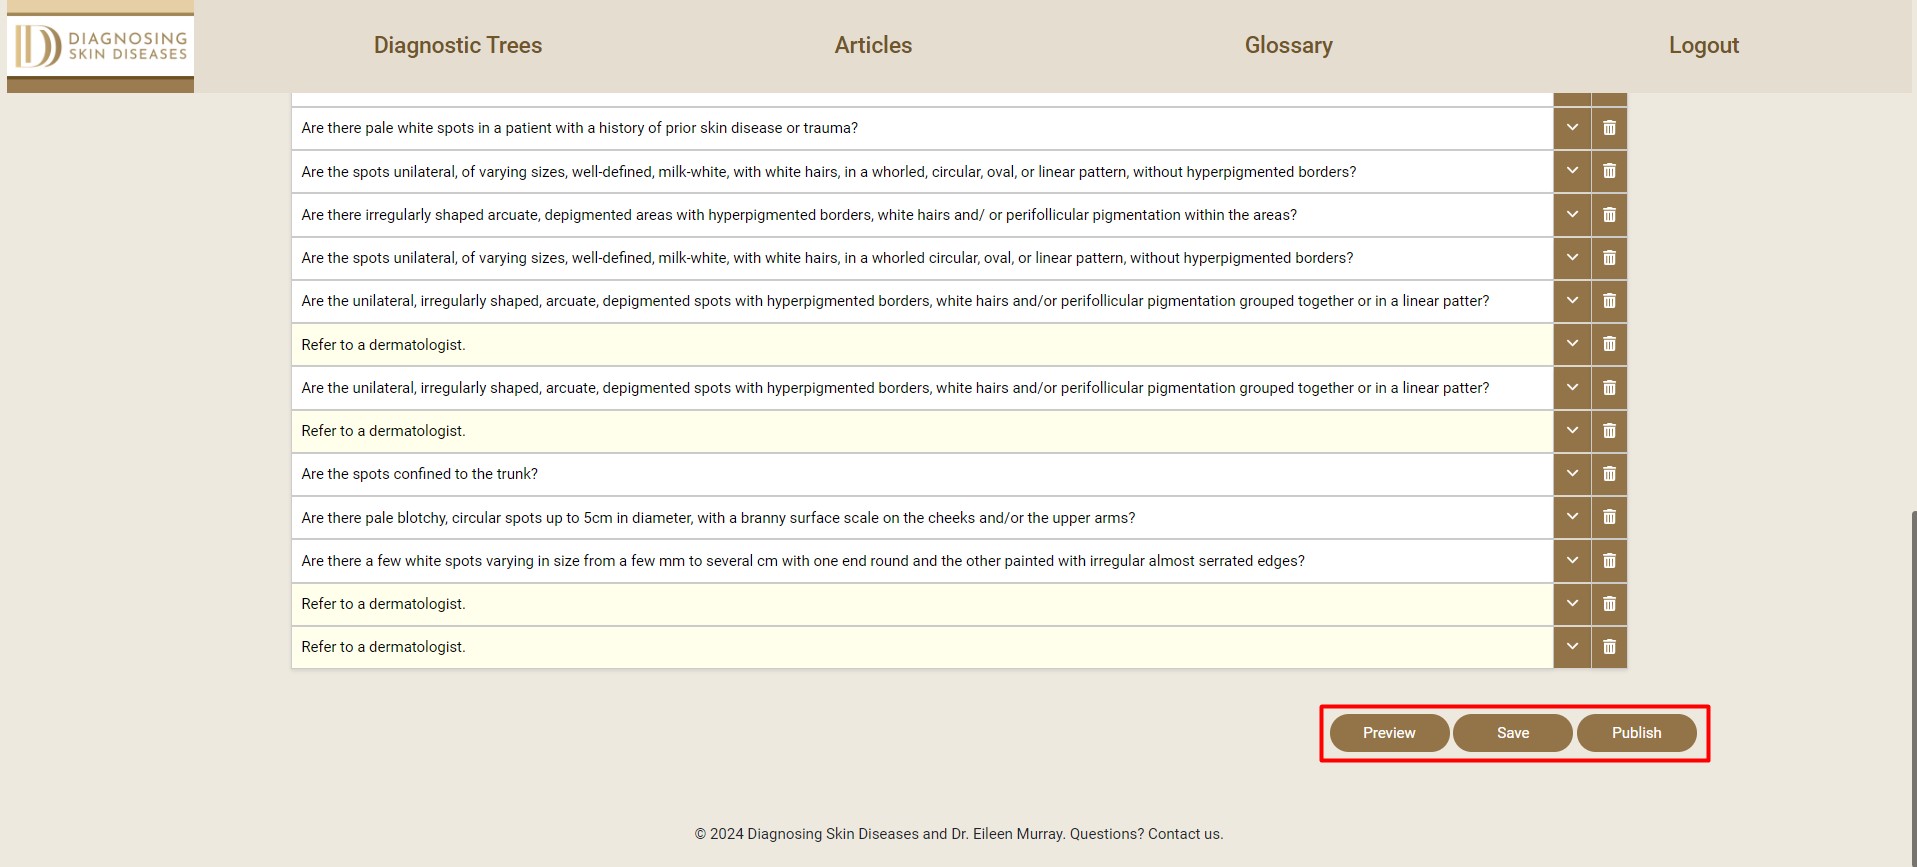 DIAGNOSING
SKIN DISEASES
Diagnostic Trees
Articles
Glossary
Logout
Are there pale white spots in a patient with a history of prior skin disease or trauma?
Are the spots unilateral, of varying sizes, well-defined, milk-white, with white hairs, in a whorled, circular, oval, or linear pattern, without hyperpigmented borders?
Are there irregularly shaped arcuate, depigmented areas with hyperpigmented borders, white hairs and/ or perifollicular pigmentation within the areas?
Are the spots unilateral, of varying sizes, well-defined, milk-white, with white hairs, in a whorled circular, oval, or linear pattern, without hyperpigmented borders?
Are the unilateral, irregularly shaped, arcuate, depigmented spots with hyperpigmented borders, white hairs and/or perifollicular pigmentation grouped together or in a linear patter?
Refer to a dermatologist.
Are the unilateral, irregularly shaped, arcuate, depigmented spots with hyperpigmented borders, white hairs and/or perifollicular pigmentation grouped together or in a linear patter?
Refer to a dermatologist.
Are the spots confined to the trunk?
Are there pale blotchy, circular spots up to 5cm in diameter, with a branny surface scale on the cheeks and/or the upper arms?
Are there a few white spots varying in size from a few mm to several cm with one end round and the other painted with irregular almost serrated edges?
Refer to a dermatologist.
Refer to a dermatologist.
Preview
Save
Publish
© 2024 Diagnosing Skin Diseases and Dr. Eileen Murray. Questions? Contact us.